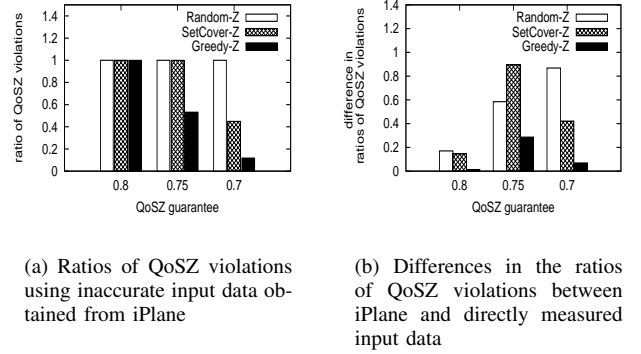 1.4
1.2
1
0.8
0.6
0.4
0.2
0
ratio of QoSZ violations
Random-Z
SetCover-Z
Greedy-Z
0.8 0.75 0.7
QoSZ guarantee
1.4
1.2
1
0.8
0.6
0.4
0.2
0
difference in
ratios of QoSZ violations
Random-Z
SetCover-Z
Greedy-Z
0.8 0.75 0.7
QoSZ guarantee
(a) Ratios of QoSZ violations
using inaccurate input data ob-
tained from iPlane
(b) Differences in the ratios
of QoSZ violations between
iPlane and directly measured
input data